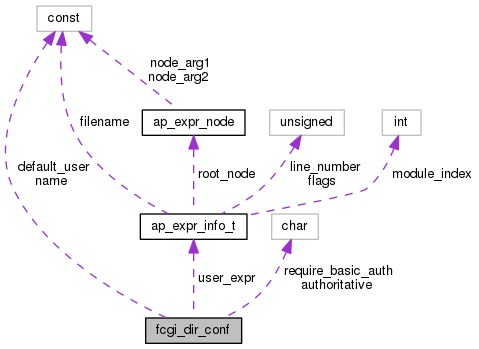 const
node_arg1
node_arg2
filename
ap_expr_node
unsigned
int
default_user
name
root_node
line_number
flags
module_index
ap_expr_info_t
char
user_expr
require_basic_auth
authoritative
fcgi_dir_conf